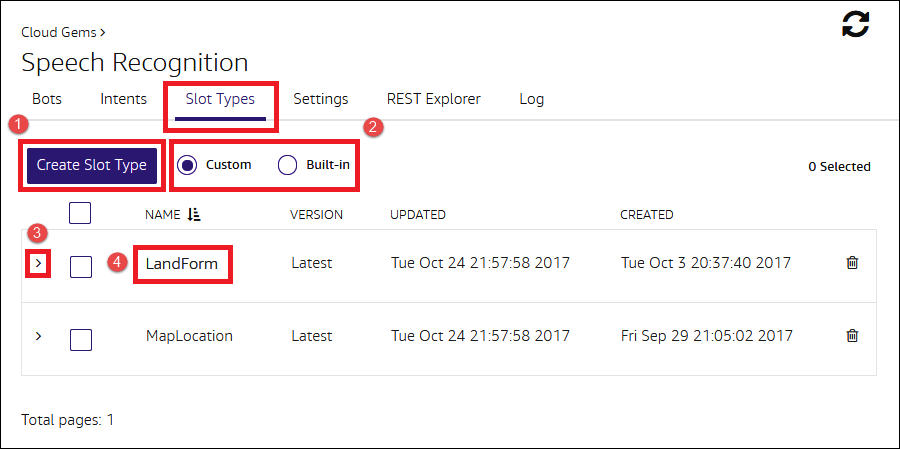 Cloud Gems >
Speech Recognition
Bots Intents Slot Types Settings REST Explorer Log
1 2
Create Slot Type Custom Built-in 0 Selected
NAME VERSION UPDATED CREATED
3
4 LandForm Latest Tue Oct 24 21:57:58 2017 Tue Oct 3 20:37:40 2017
MapLocation Latest Tue Oct 24 21:57:58 2017 Fri Sep 29 21:05:02 2017
Total pages: 1